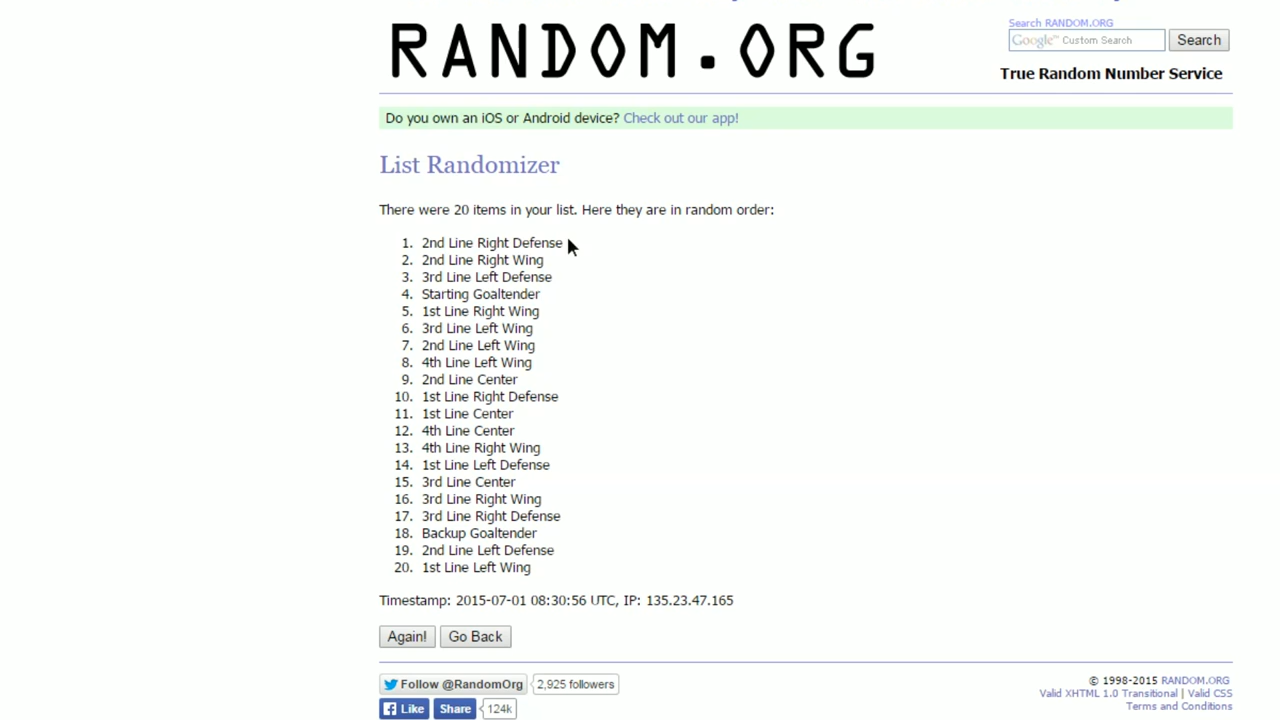 RANDOM.ORG
Search RANDOM.ORG
Google™ Custom Search
Search
True Random Number Service
Do you own an iOS or Android device? Check out our app!
List Randomizer
There were 20 items in your list. Here they are in random order:
1. 2nd Line Right Defense
2. 2nd Line Right Wing
3. 3rd Line Left Defense
4. Starting Goaltender
5. 1st Line Right Wing
6. 3rd Line Left Wing
7. 2nd Line Left Wing
8. 4th Line Left Wing
9. 2nd Line Center
10. 1st Line Right Defense
11. 1st Line Center
12. 4th Line Center
13. 4th Line Right Wing
14. 1st Line Left Defense
15. 3rd Line Center
16. 3rd Line Right Wing
17. 3rd Line Right Defense
18. Backup Goaltender
19. 2nd Line Left Defense
20. 1st Line Left Wing
Timestamp: 2015-07-01 08:30:56 UTC, IP: 135.23.47.165
Again! Go Back
Follow @RandomOrg 2,925 followers
Like Share 124k
© 1998-2015 RANDOM.ORG
Valid XHTML 1.0 Transitional | Valid CSS
Terms and Conditions